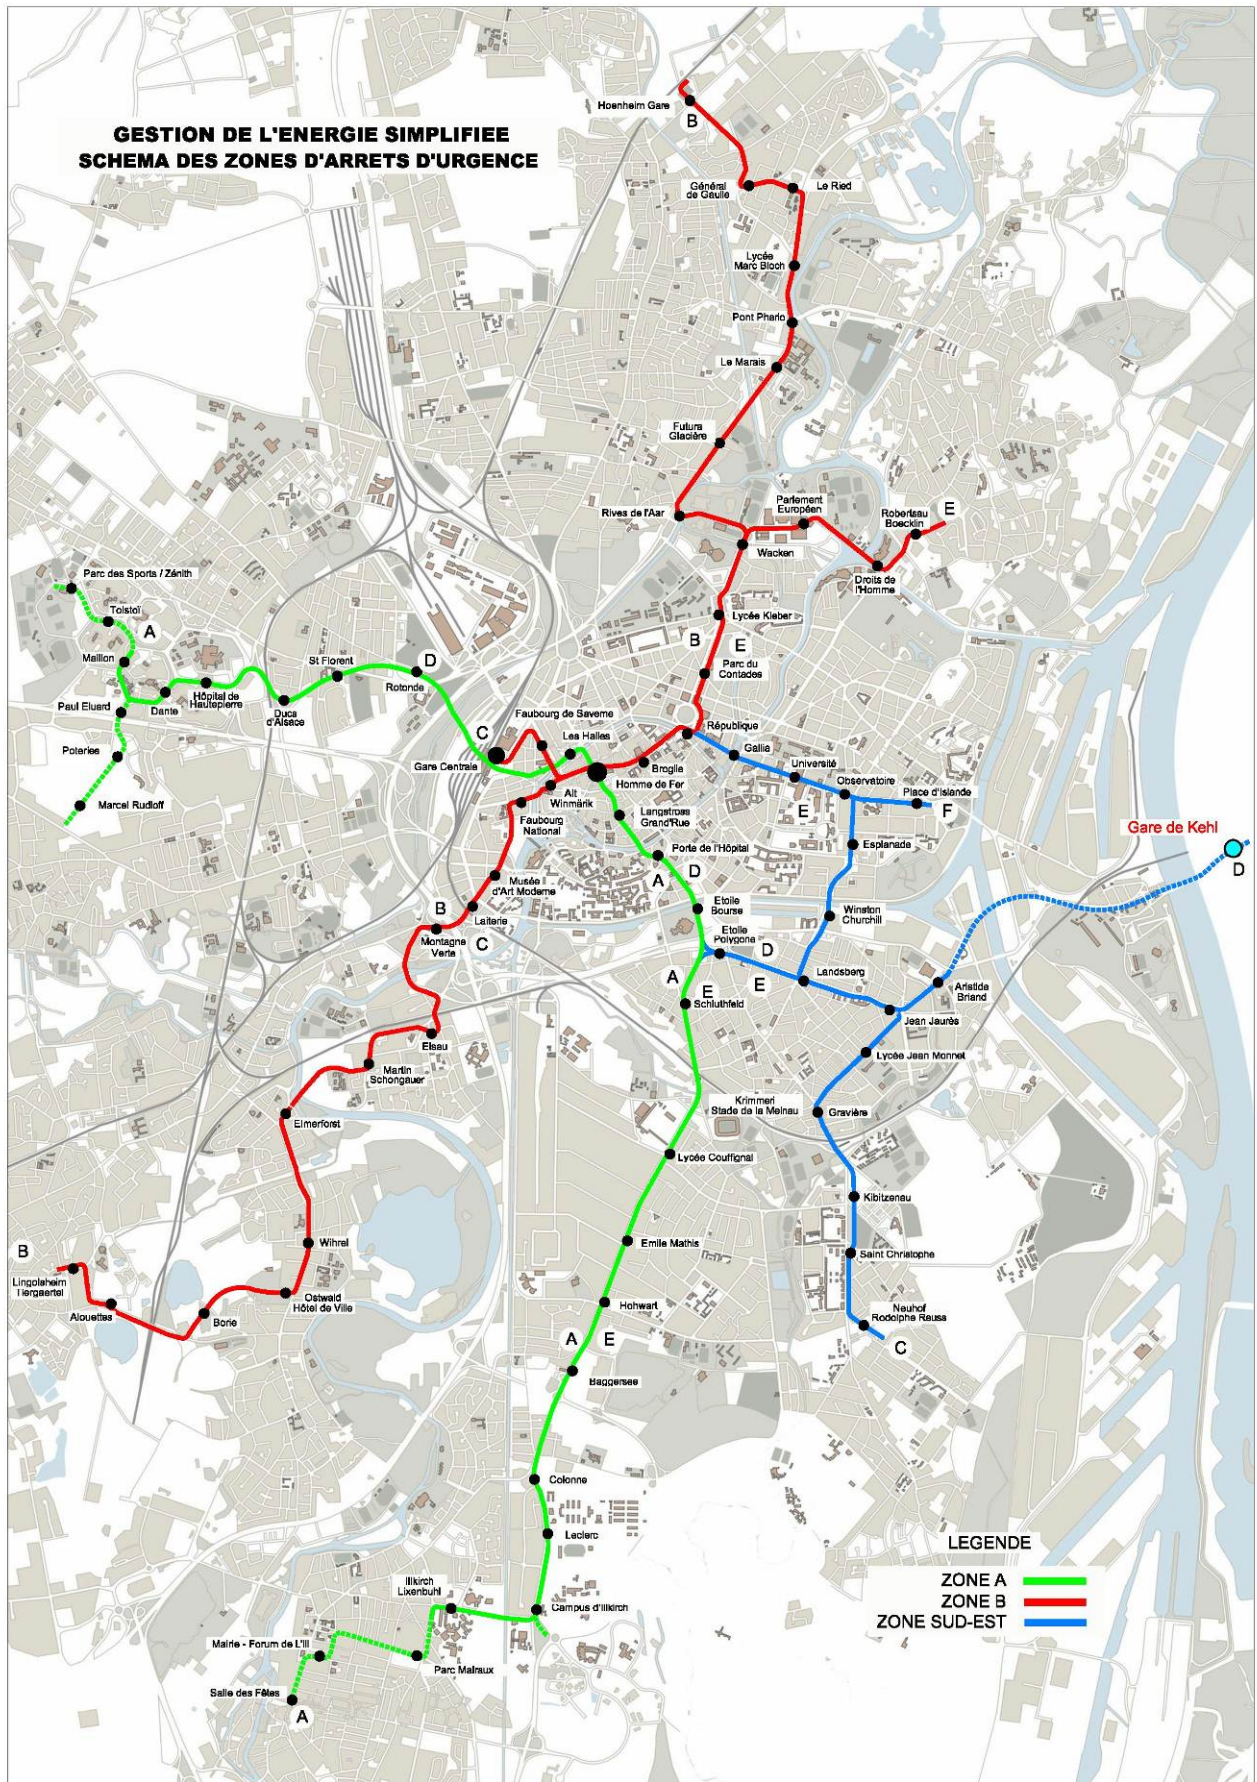 GESTION DE L'ENERGIE SIMPLIFIEE
SCHEMA DES ZONES D'ARRETS D'URGENCE
Hoenheim Gare
B
Général
de Gaulle
Le Ried
Lycée
Marc Bloch
Pont Phario
Le Marais
Futura
Glacière
Rives de l'Aar
Parlement
Européen
Robertsau
Boecklin
E
Wacken
Droits de
l'Homme
Parc des Sports / Zénith
Tolstoï
A
Maillon
Lycée Kleber
B
E
Parc du
Contades
St Florent
D
Rotonde
Hôpital de
Hautepierre
Paul Eluard
Dante
Ducs
d'Alsace
Faubourg de Saverne
République
Les Halles
C
Gare Centrale
Poteries
Gallia
Broglie
Université
Homme de Fer
Observatoire
Place d'Islande
Alt
Winmärik
Marcel Rudloff
Faubourg
National
Langstross
Grand'Rue
E
F
Gare de Kehl
Esplanade
Porte de l'Hôpital
D
A
D
Musée
d'Art Moderne
Etoile
Bourse
B
Laiterie
Winston
Churchill
Montagne
Verte
C
Etoile
Polygone
D
A
E
Landsberg
Aristide
Briand
E
Schluthfeld
Jean Jaurès
Elsau
Lycée Jean Monnet
Martin
Schongauer
Krimmeri
Stade de la Meinau
Elmerforst
Gravière
Lycée Couffignal
Kibitzenau
Wihrel
Emile Mathis
B
Saint Christophe
Lingolsheim
Tiergaertel
Ostwald
Hôtel de Ville
Hohwart
Alouettes
Borie
Neuhof
Rodolphe Reuss
A
E
C
Baggersee
Colonne
Leclerc
LEGENDE
ZONE A
ZONE B
ZONE SUD-EST
Illkirch
Lixenbuhl
Campus d'Illkirch
Mairie - Forum de L'Ill
Parc Malraux
Salle des Fêtes
A